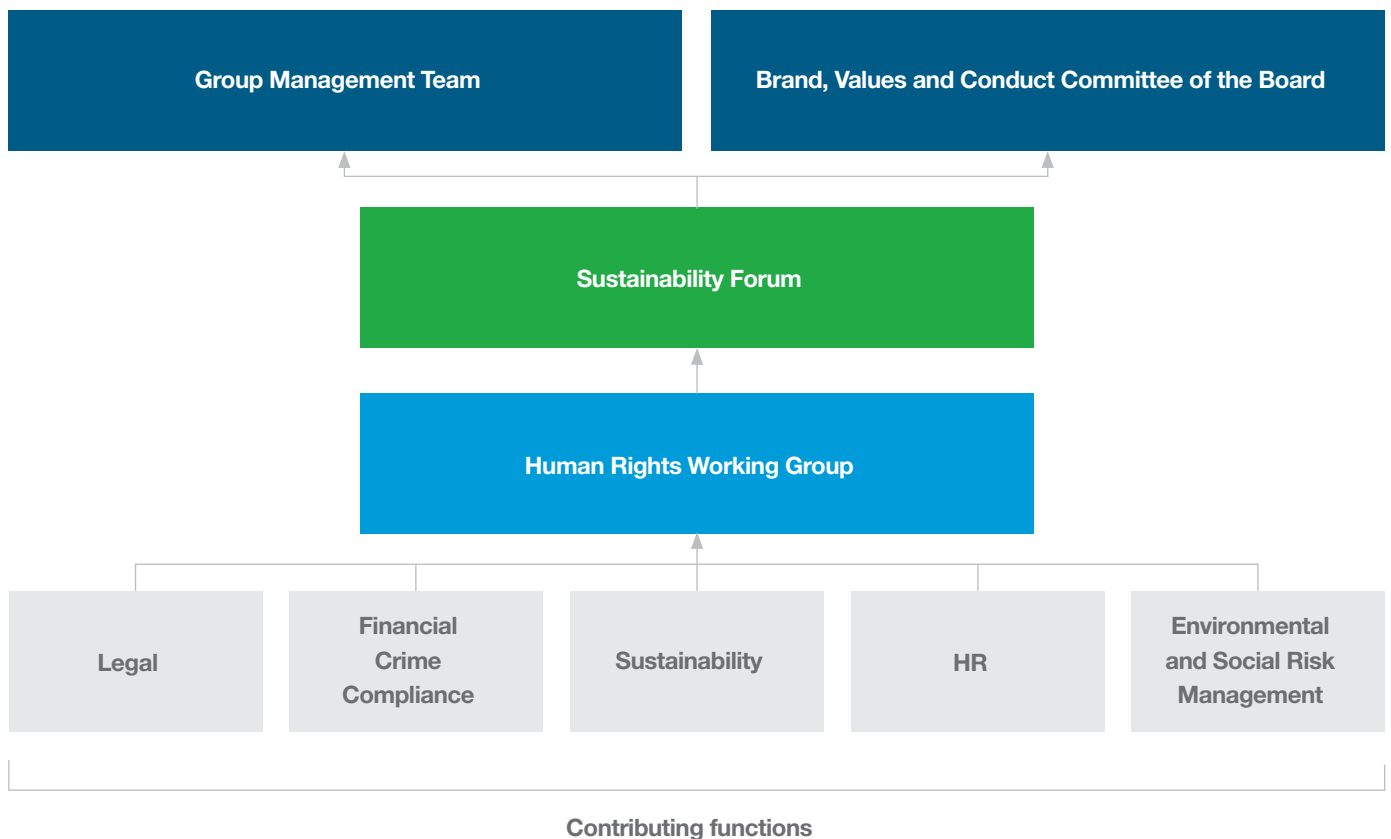 Group Management Team
Brand, Values and Conduct Committee of the Board
Sustainability Forum
Human Rights Working Group
Legal
Financial
Crime
Compliance
Sustainability
HR
Environmental
and Social Risk
Management
Contributing functions